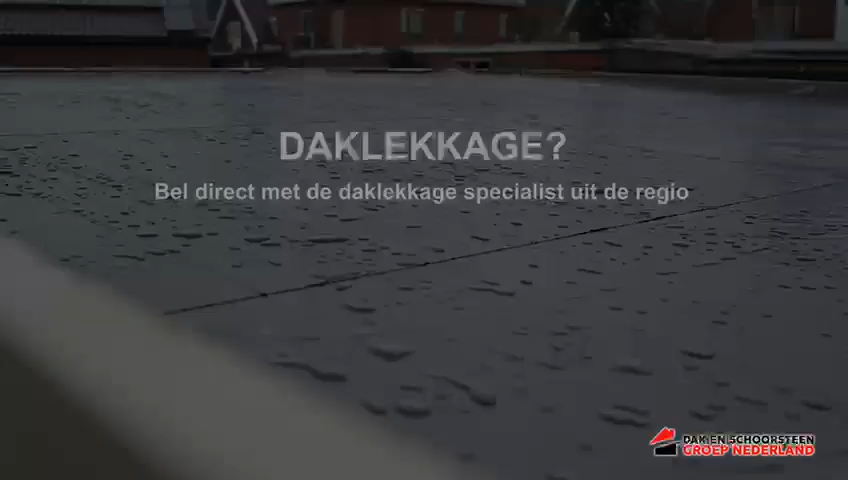 DAKLEKKAGE?
Bel direct met de daklekkage specialist uit de regio
DAK EN SCHOORSTEEN
GROEP NEDERLAND